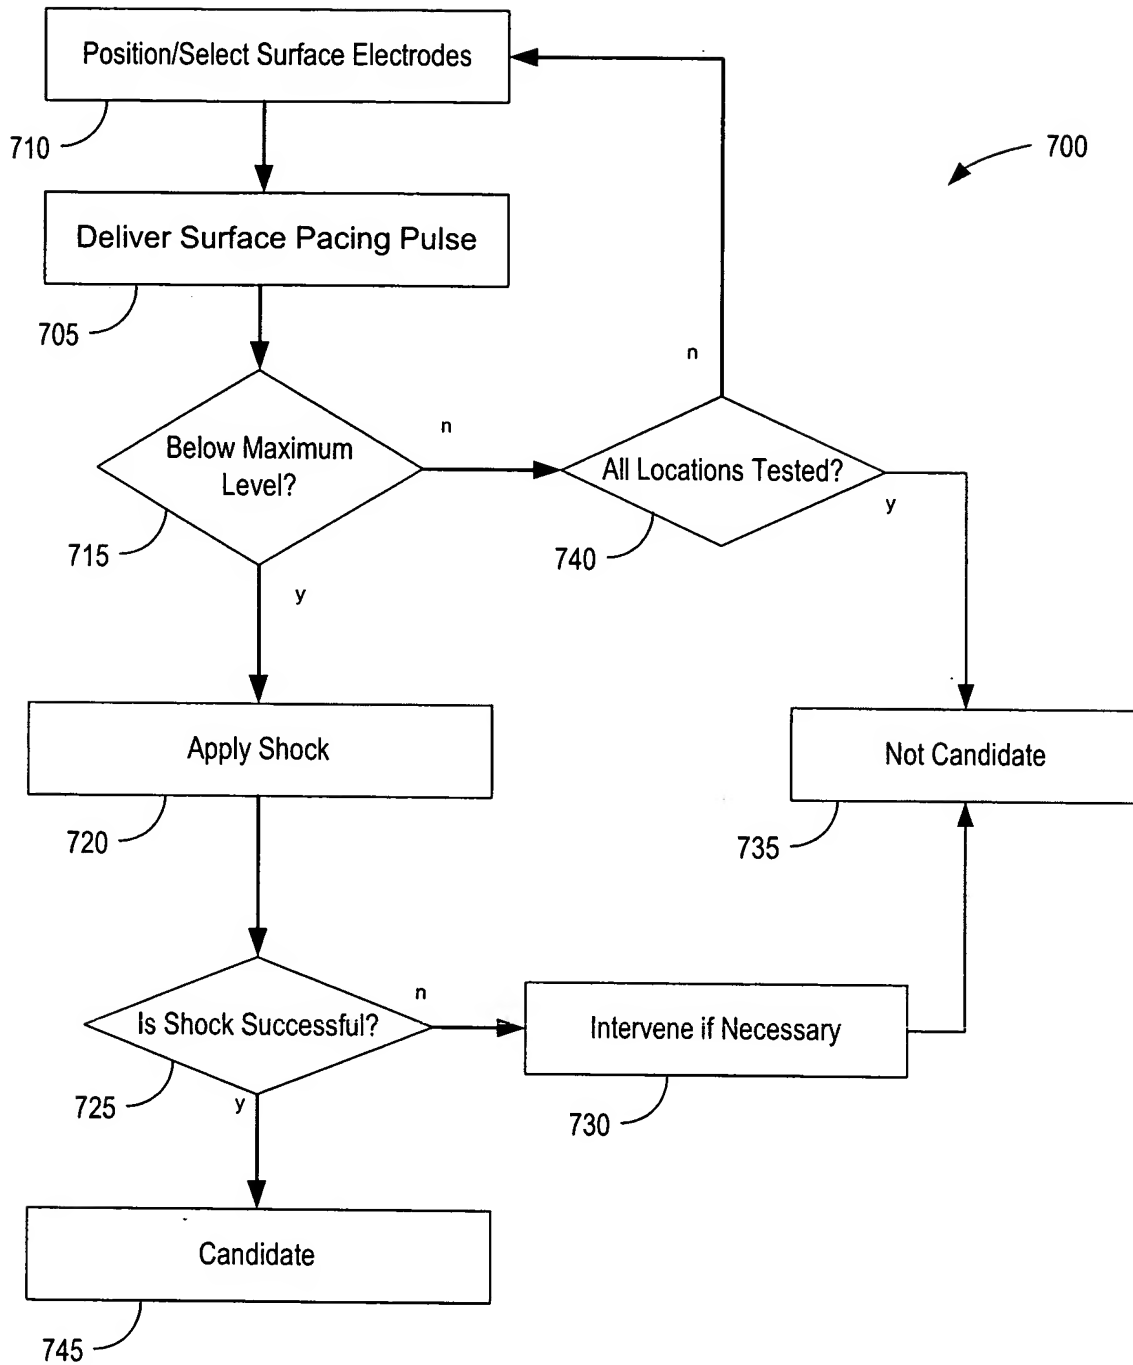 Position/Select Surface Electrodes
710
700
Deliver Surface Pacing Pulse
705
n
Below Maximum
Level?
n
All Locations Tested?
y
715
740
y
Apply Shock
Not Candidate
720
735
Is Shock Successful?
n
Intervene if Necessary
725
y
730
Candidate
745